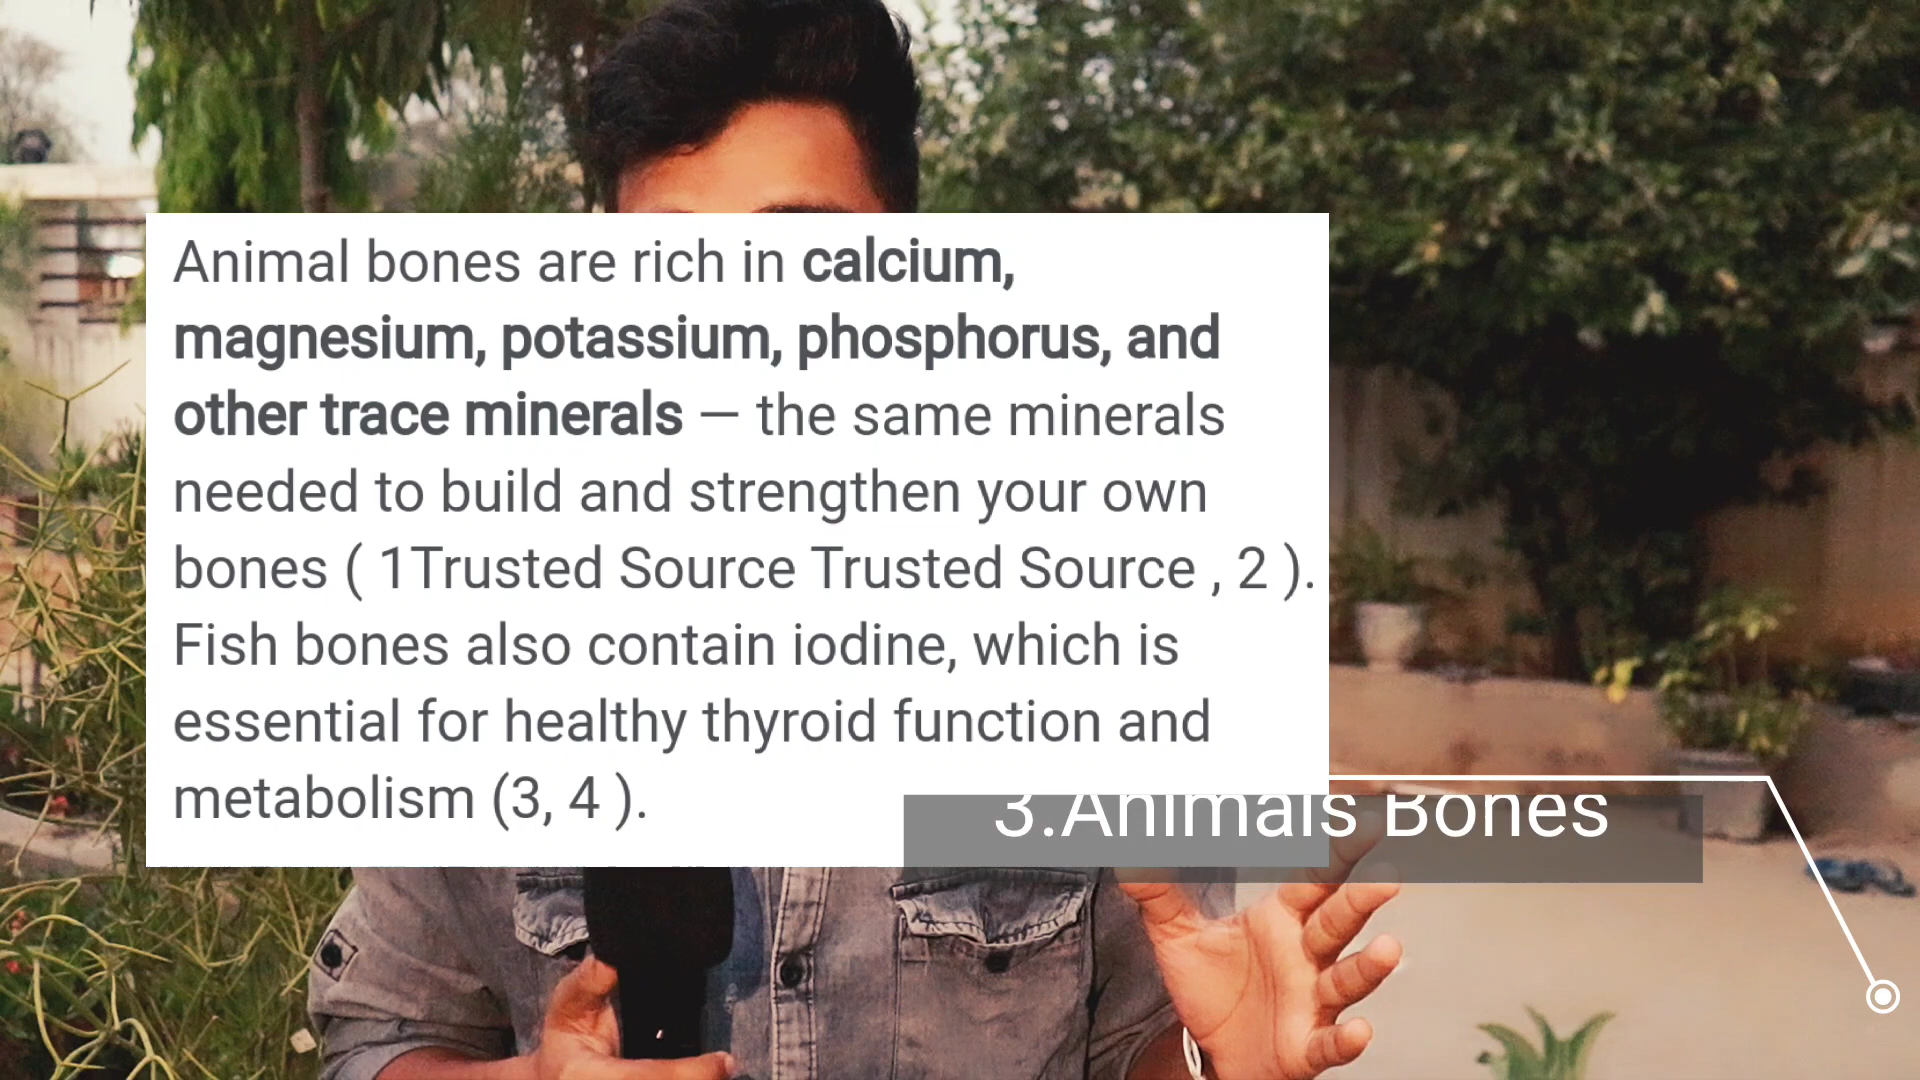 Animal bones are rich in calcium,
magnesium, potassium, phosphorus, and
other trace minerals — the same minerals
needed to build and strengthen your own
bones ( 1Trusted Source Trusted Source , 2 ).
Fish bones also contain iodine, which is
essential for healthy thyroid function and
metabolism (3, 4 ).
3.Animals Bones